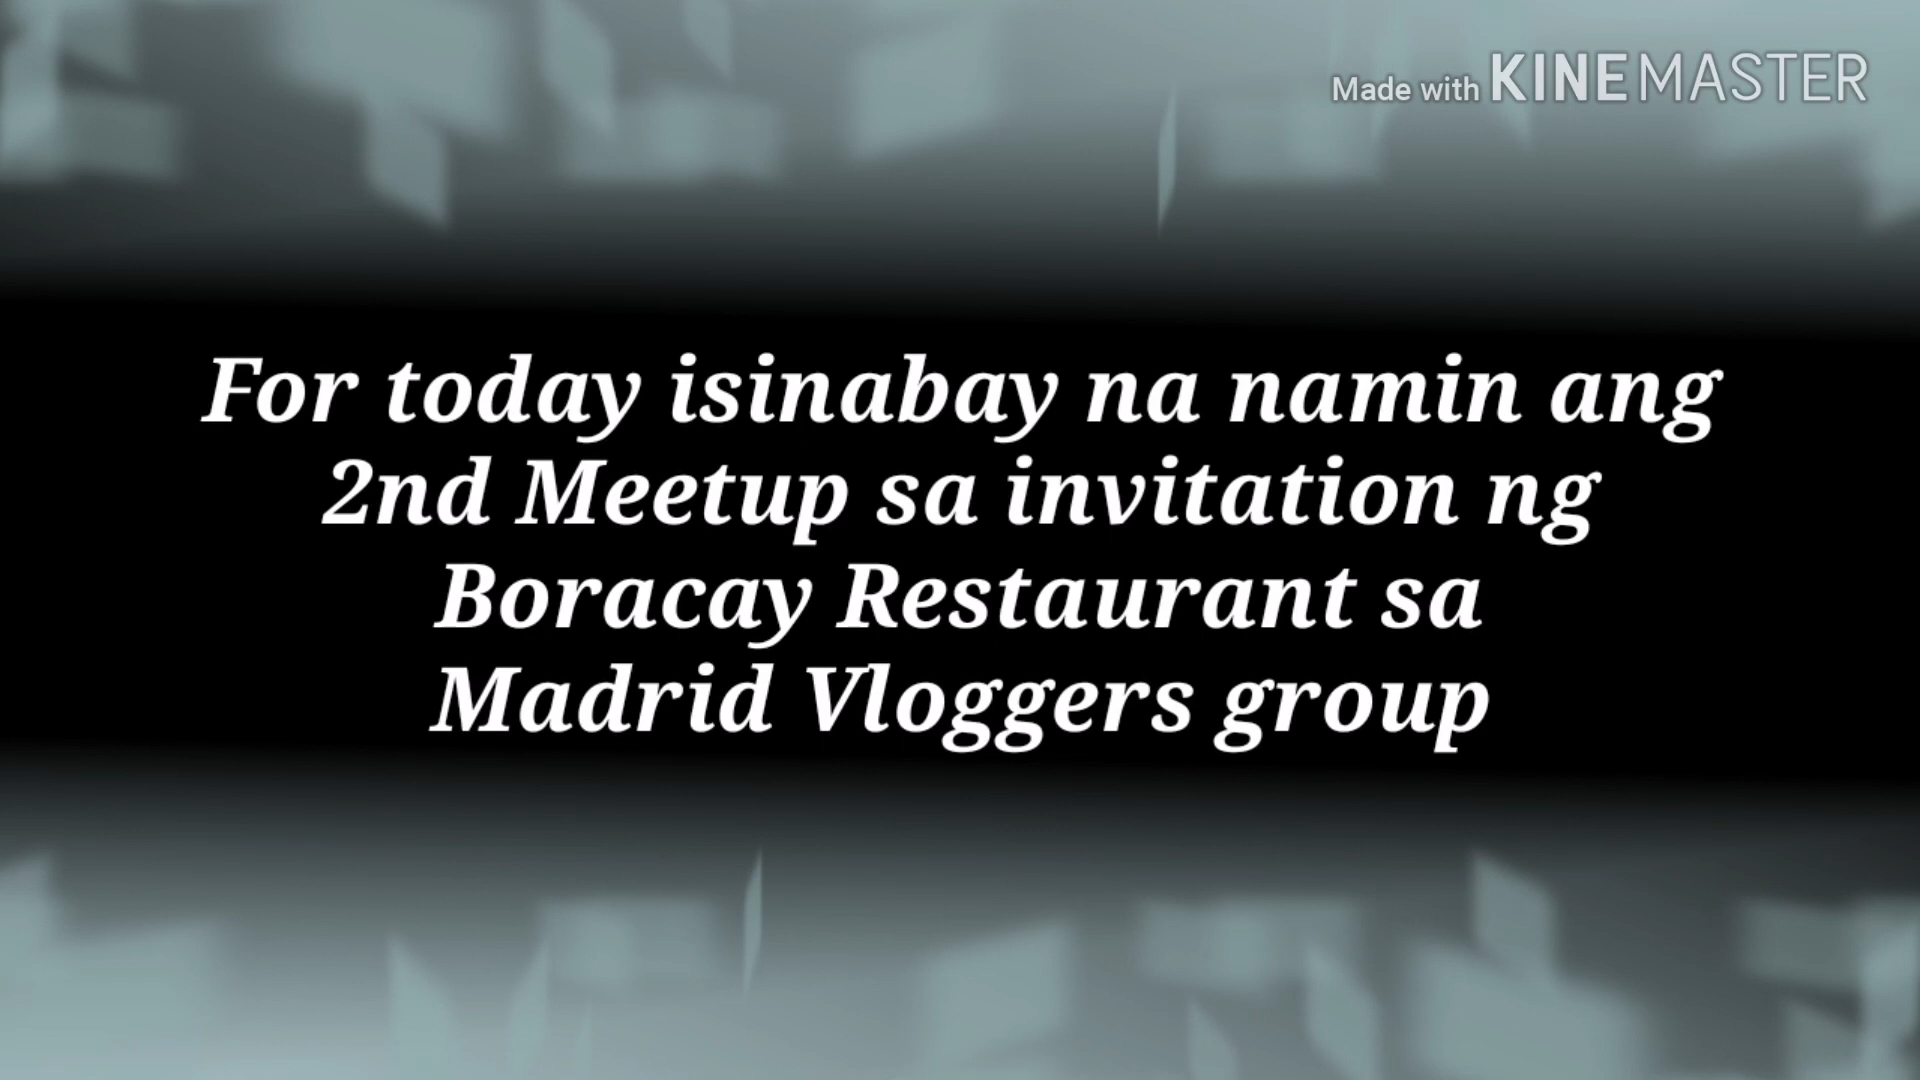 Made with KINEMASTER
For today isinabay na namin ang
2nd Meetup sa invitation ng
Boracay Restaurant sa
Madrid Vloggers group